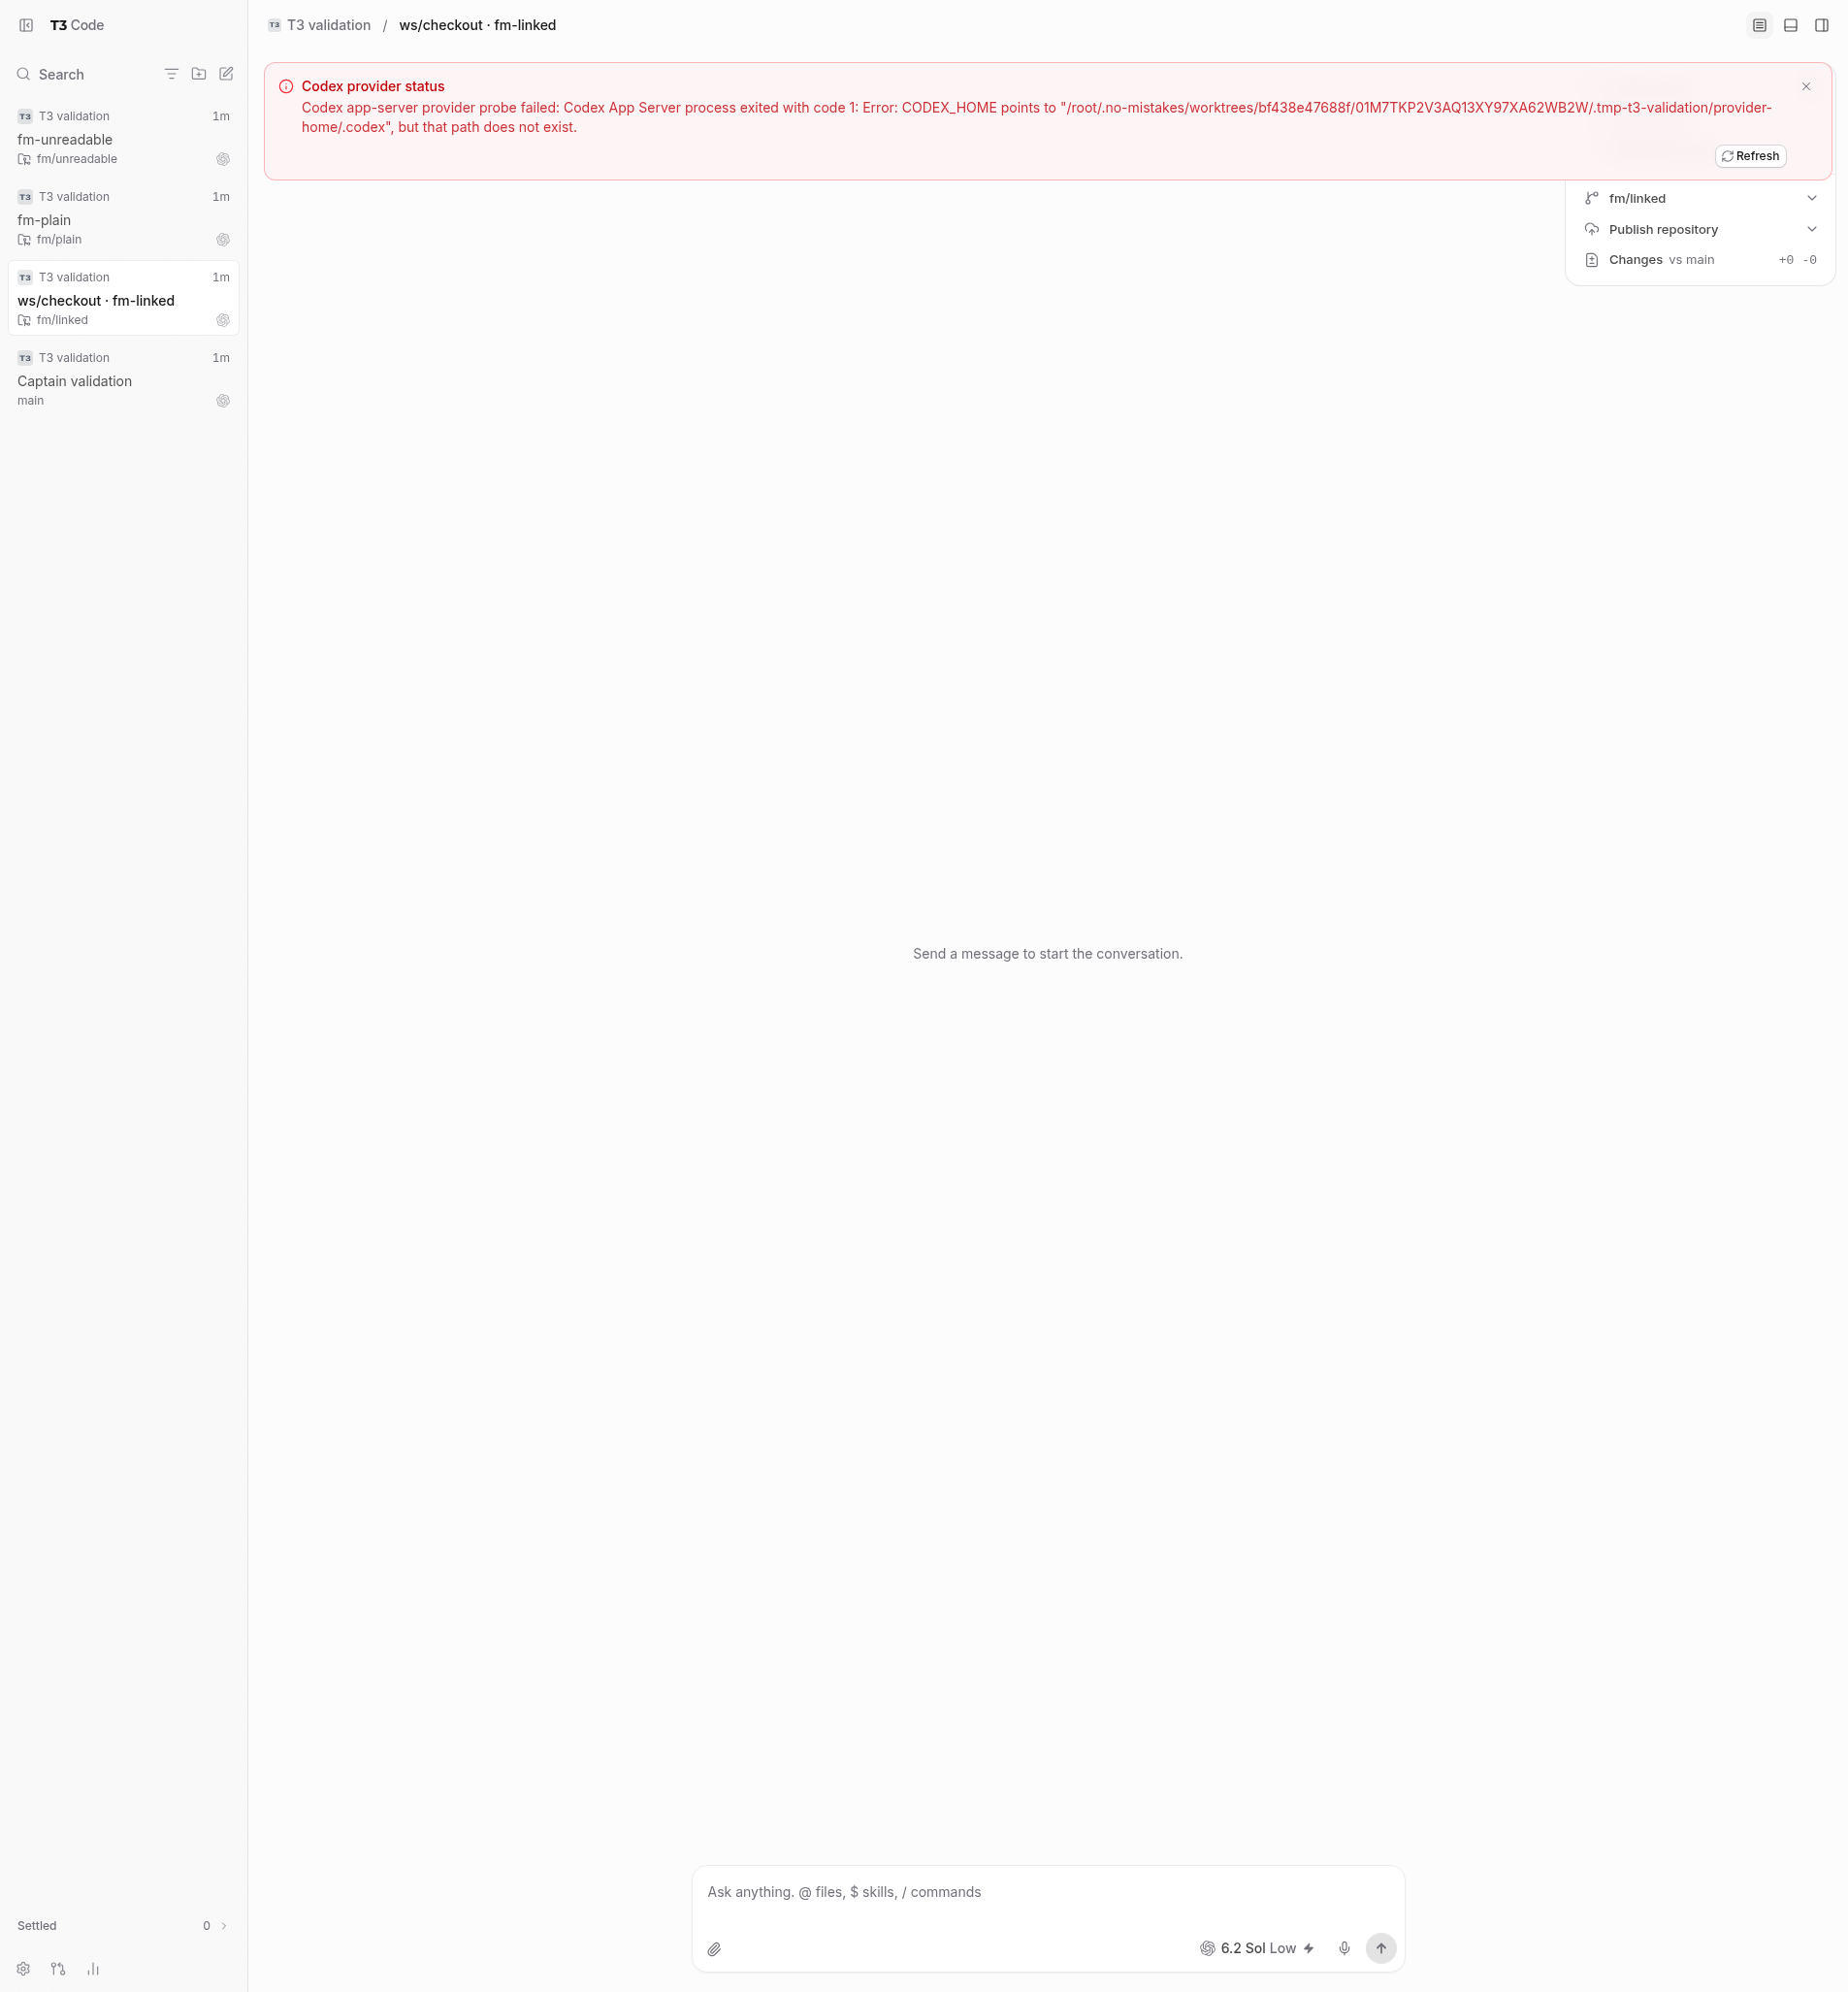 T3 Code
Search
T3 T3 validation 1m
fm-unreadable
fm/unreadable
T3 T3 validation 1m
fm-plain
fm/plain
T3 T3 validation 1m
ws/checkout · fm-linked
fm/linked
T3 T3 validation 1m
Captain validation
main
Settled 0
T3 T3 validation / ws/checkout · fm-linked
Codex provider status
Codex app-server provider probe failed: Codex App Server process exited with code 1: Error: CODEX_HOME points to "/root/.no-mistakes/worktrees/bf438e47688f/01M7TKP2V3AQ13XY97XA62WB2W/.tmp-t3-validation/provider-
home/.codex", but that path does not exist.
Refresh
fm/linked
Publish repository
Changes vs main +0 -0
Send a message to start the conversation.
Ask anything. @ files, $ skills, / commands
6.2 Sol Low